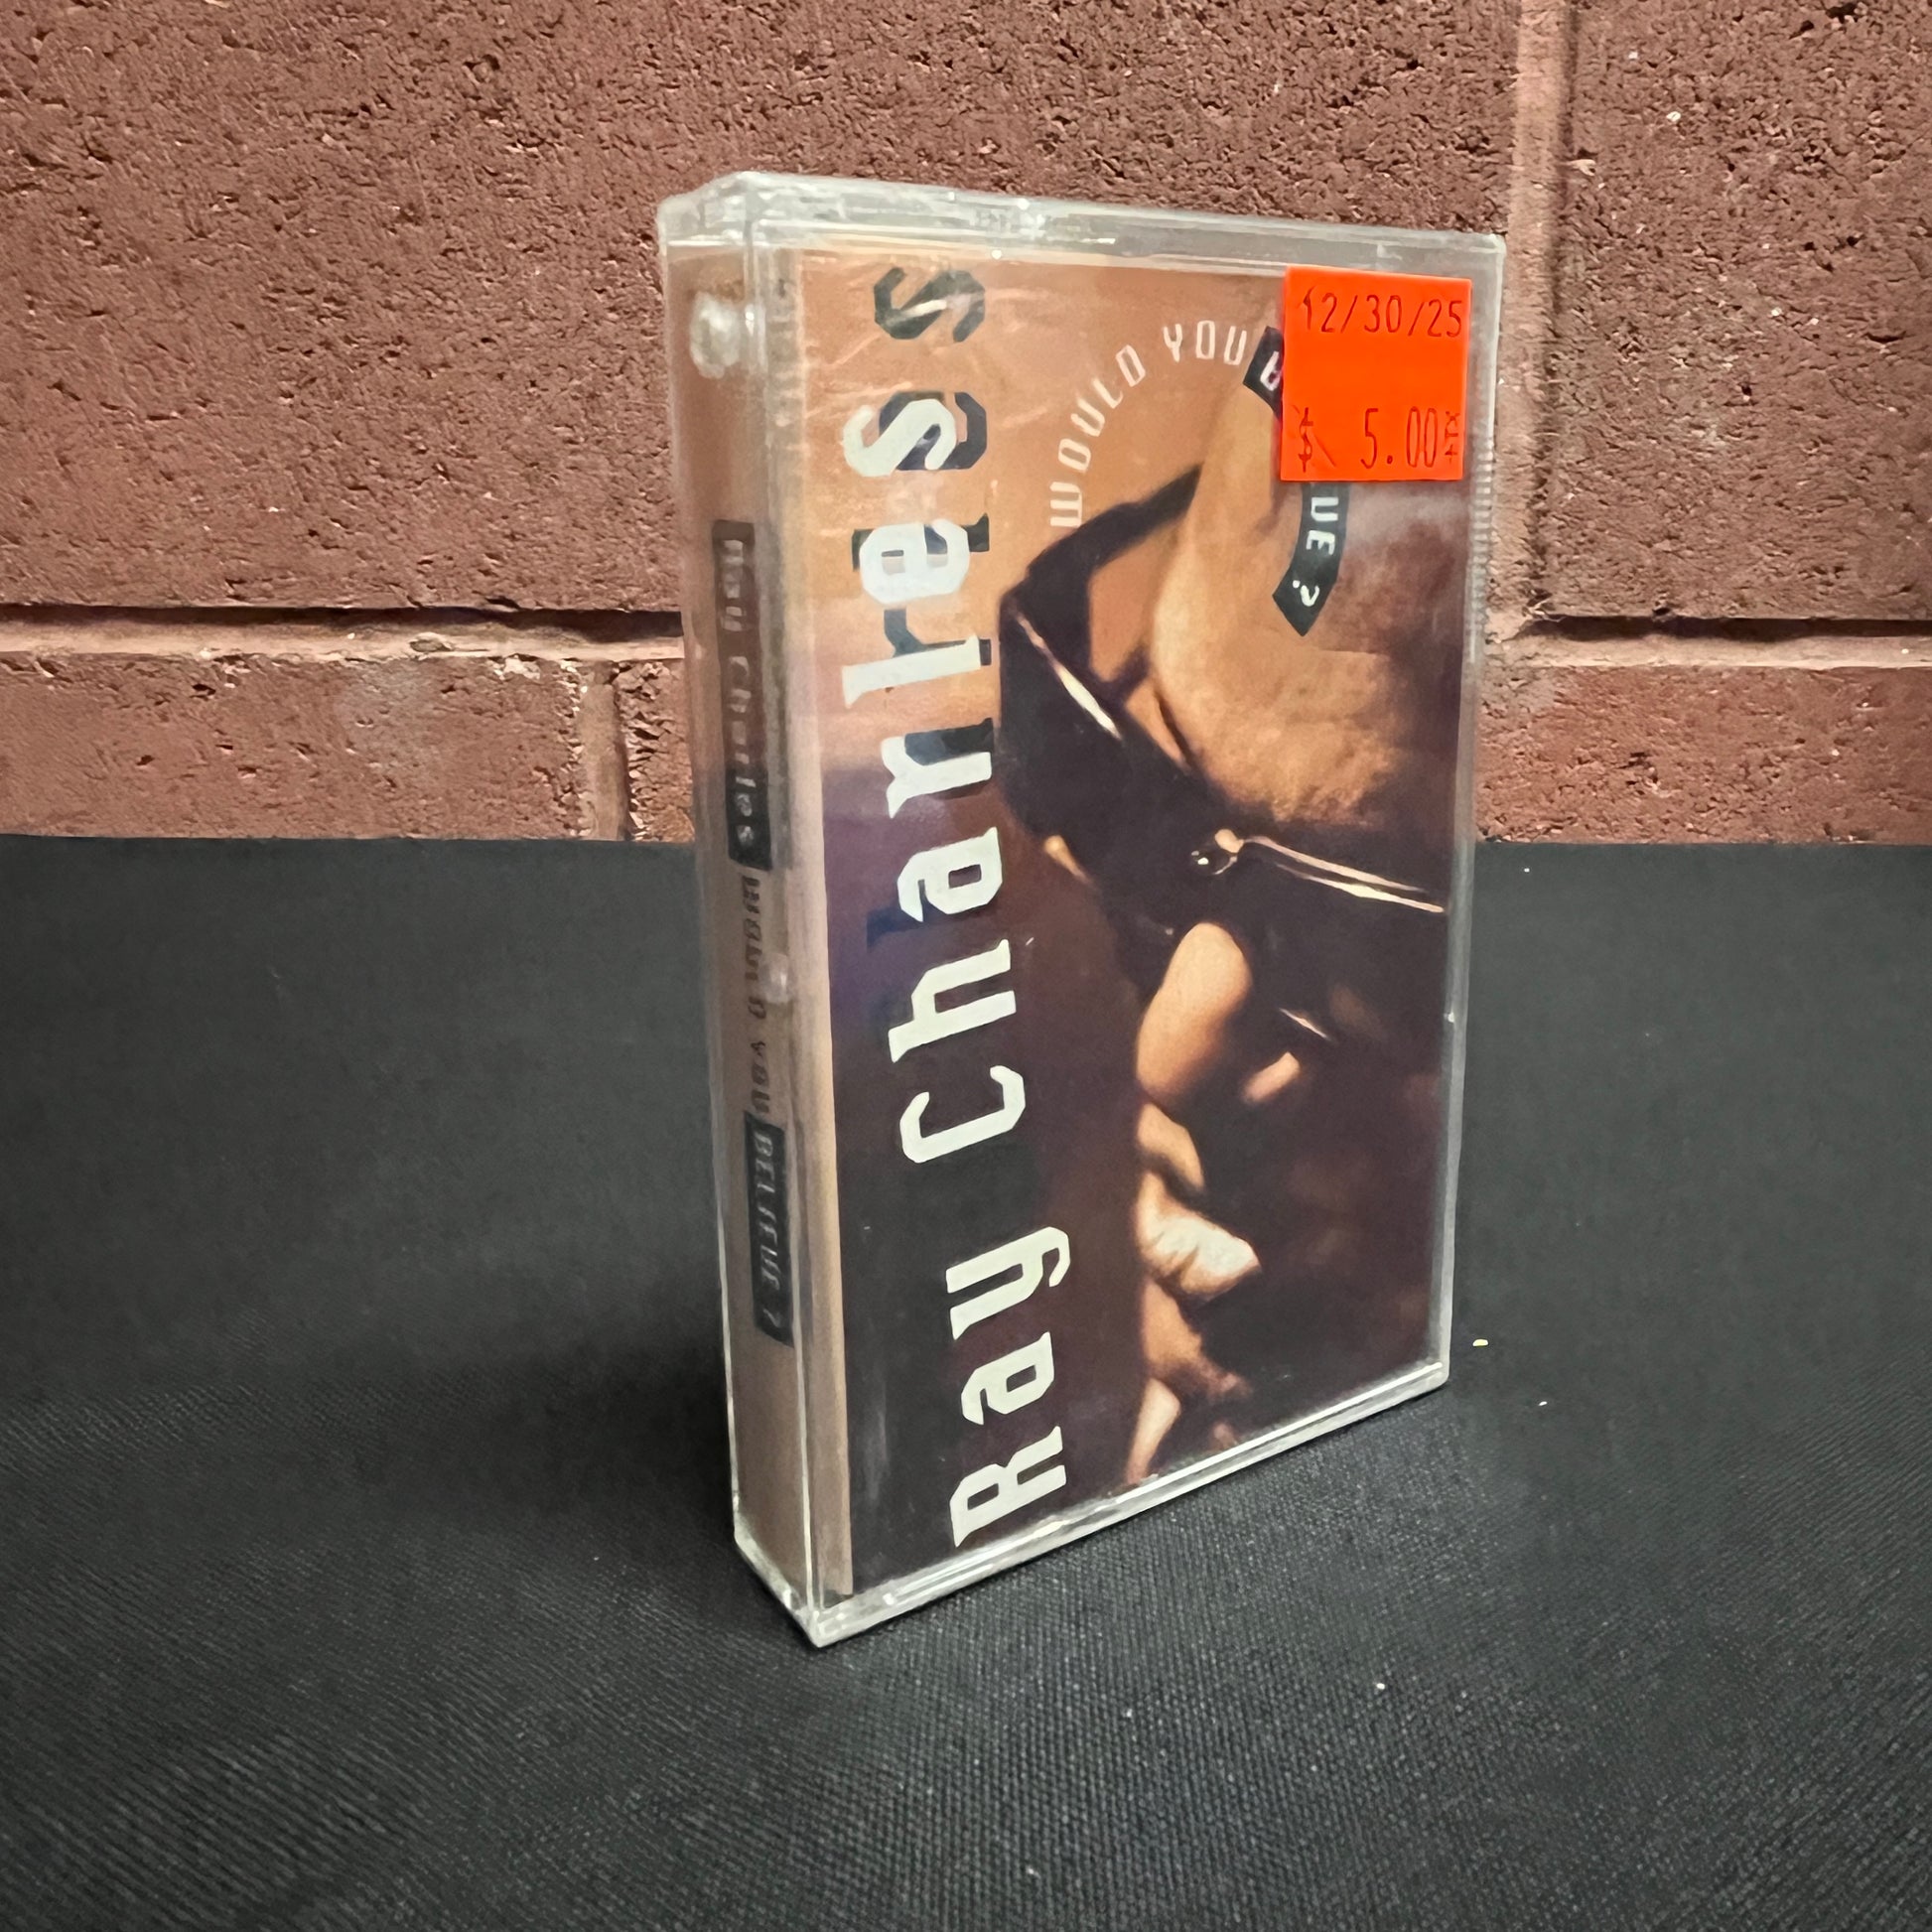 Ray Charles WOULD YOU BELIEVE ?
Ray Charles
WOULD YOU
?
12/30/25
$ 5.00